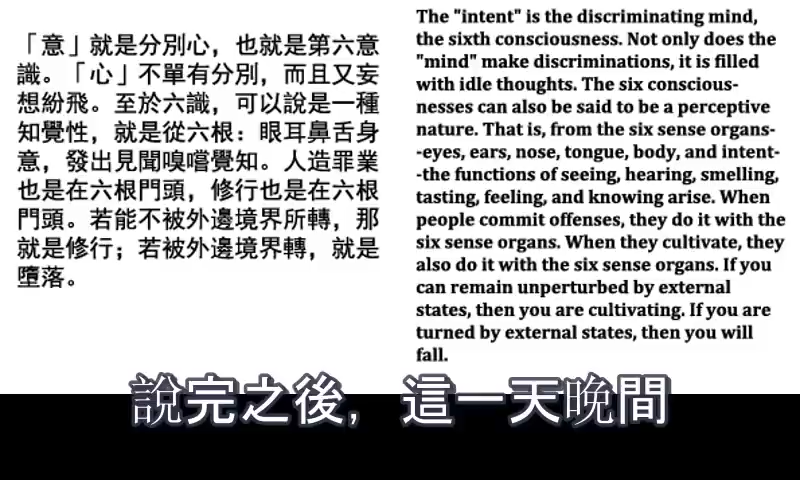 「意」就是分別心，也就是第六意
識。「心」不單有分別，而且又妄
想紛飛。至於六識，可以說是一種
知覺性，就是從六根：眼耳鼻舌身
意，發出見聞嗅嚐覺知。人造罪業
也是在六根門頭，修行也是在六根
門頭。若能不被外邊境界所轉，那
就是修行；若被外邊境界轉，就是
墮落。
The "intent" is the discriminating mind,
the sixth consciousness. Not only does the
"mind" make discriminations, it is filled
with idle thoughts. The six conscious-
nesses can also be said to be a perceptive
nature. That is, from the six sense organs-
-eyes, ears, nose, tongue, body, and intent-
-the functions of seeing, hearing, smelling,
tasting, feeling, and knowing arise. When
people commit offenses, they do it with the
six sense organs. When they cultivate, they
also do it with the six sense organs. If you
can remain unperturbed by external
states, then you are cultivating. If you are
turned by external states, then you will
fall.
說完之後，這一天晚間